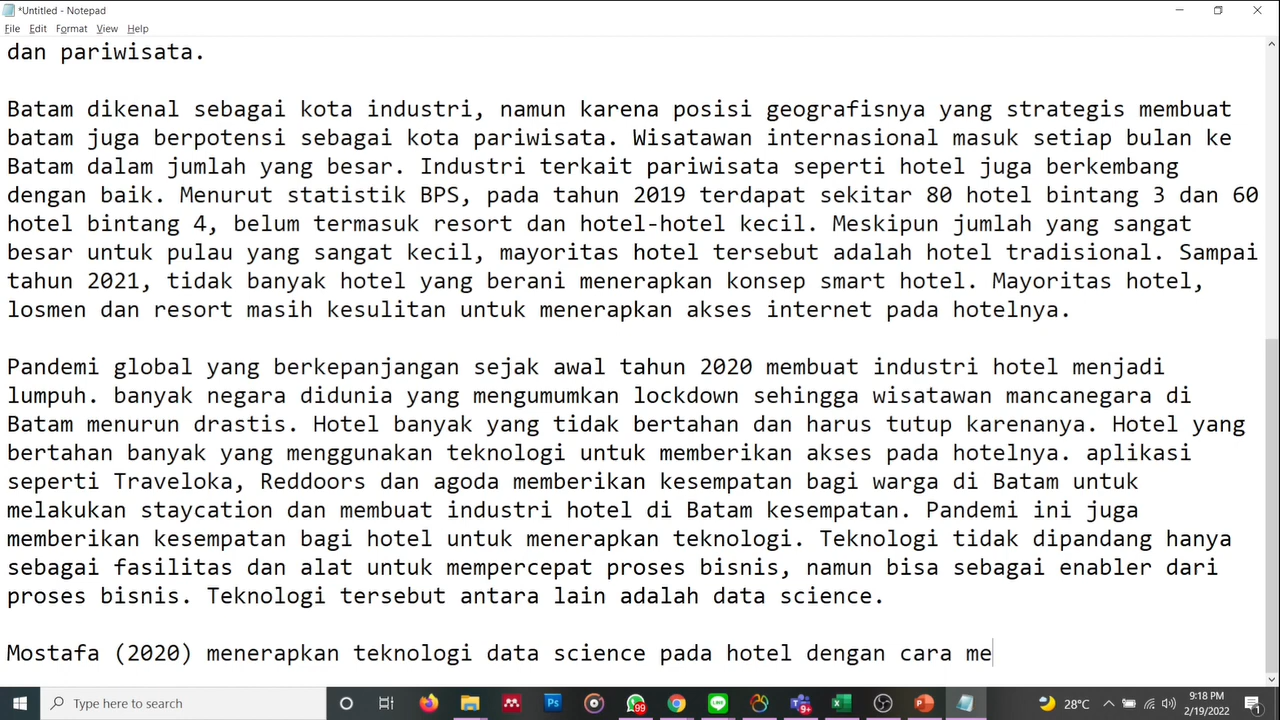 *Untitled - Notepad
File Edit Format View Help
dan pariwisata.
Batam dikenal sebagai kota industri, namun karena posisi geografisnya yang strategis membuat
batam juga berpotensi sebagai kota pariwisata. Wisatawan internasional masuk setiap bulan ke
Batam dalam jumlah yang besar. Industri terkait pariwisata seperti hotel juga berkembang
dengan baik. Menurut statistik BPS, pada tahun 2019 terdapat sekitar 80 hotel bintang 3 dan 60
hotel bintang 4, belum termasuk resort dan hotel-hotel kecil. Meskipun jumlah yang sangat
besar untuk pulau yang sangat kecil, mayoritas hotel tersebut adalah hotel tradisional. Sampai
tahun 2021, tidak banyak hotel yang berani menerapkan konsep smart hotel. Mayoritas hotel,
losmen dan resort masih kesulitan untuk menerapkan akses internet pada hotelnya.
Pandemi global yang berkepanjangan sejak awal tahun 2020 membuat industri hotel menjadi
lumpuh. banyak negara didunia yang mengumumkan lockdown sehingga wisatawan mancanegara di
Batam menurun drastis. Hotel banyak yang tidak bertahan dan harus tutup karenanya. Hotel yang
bertahan banyak yang menggunakan teknologi untuk memberikan akses pada hotelnya. aplikasi
seperti Traveloka, Reddoors dan agoda memberikan kesempatan bagi warga di Batam untuk
melakukan staycation dan membuat industri hotel di Batam kesempatan. Pandemi ini juga
memberikan kesempatan bagi hotel untuk menerapkan teknologi. Teknologi tidak dipandang hanya
sebagai fasilitas dan alat untuk mempercepat proses bisnis, namun bisa sebagai enabler dari
proses bisnis. Teknologi tersebut antara lain adalah data science.
Mostafa (2020) menerapkan teknologi data science pada hotel dengan cara me
Type here to search
99
Ps
9+
28°C
9:18 PM
2/19/2022
1